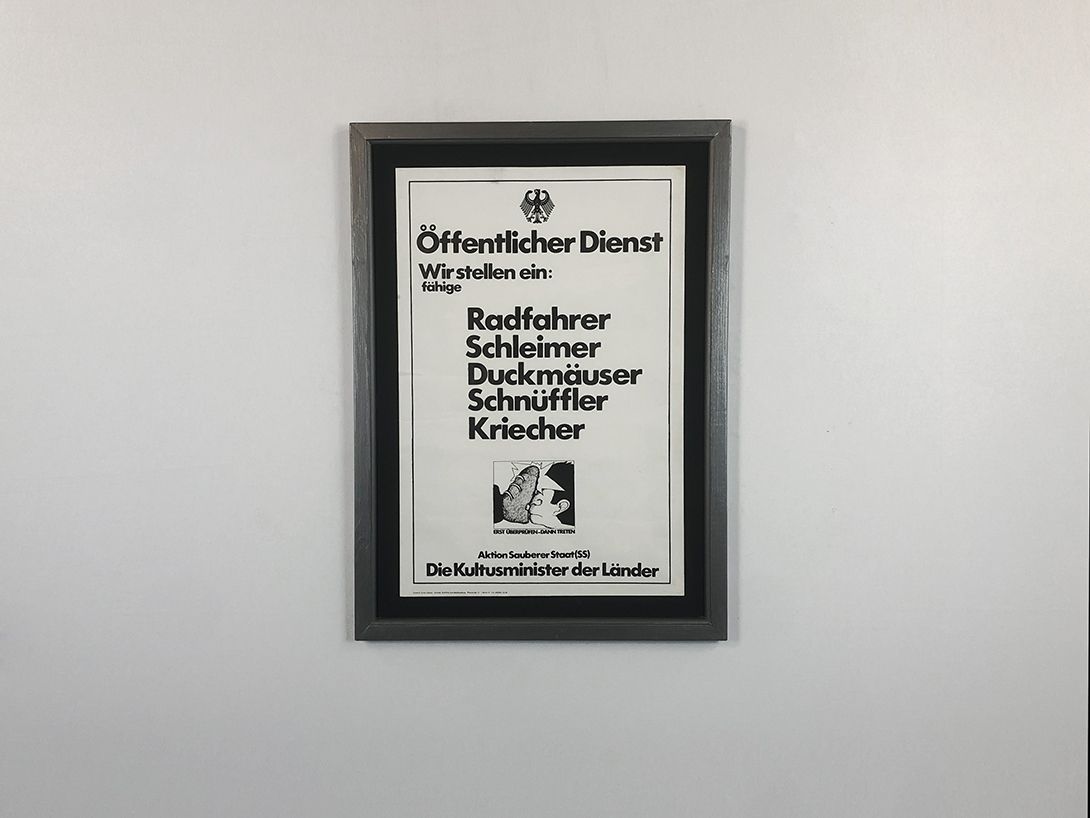 Öffentlicher Dienst
Wir stellen ein:
fähige
Radfahrer
Schleimer
Duckmäuser
Schnüffler
Kriecher
ERST ÜBERPRÜFEN-DANN TRETEN
Aktion Sauberer Staat(SS)
Die Kultusminister der Länder